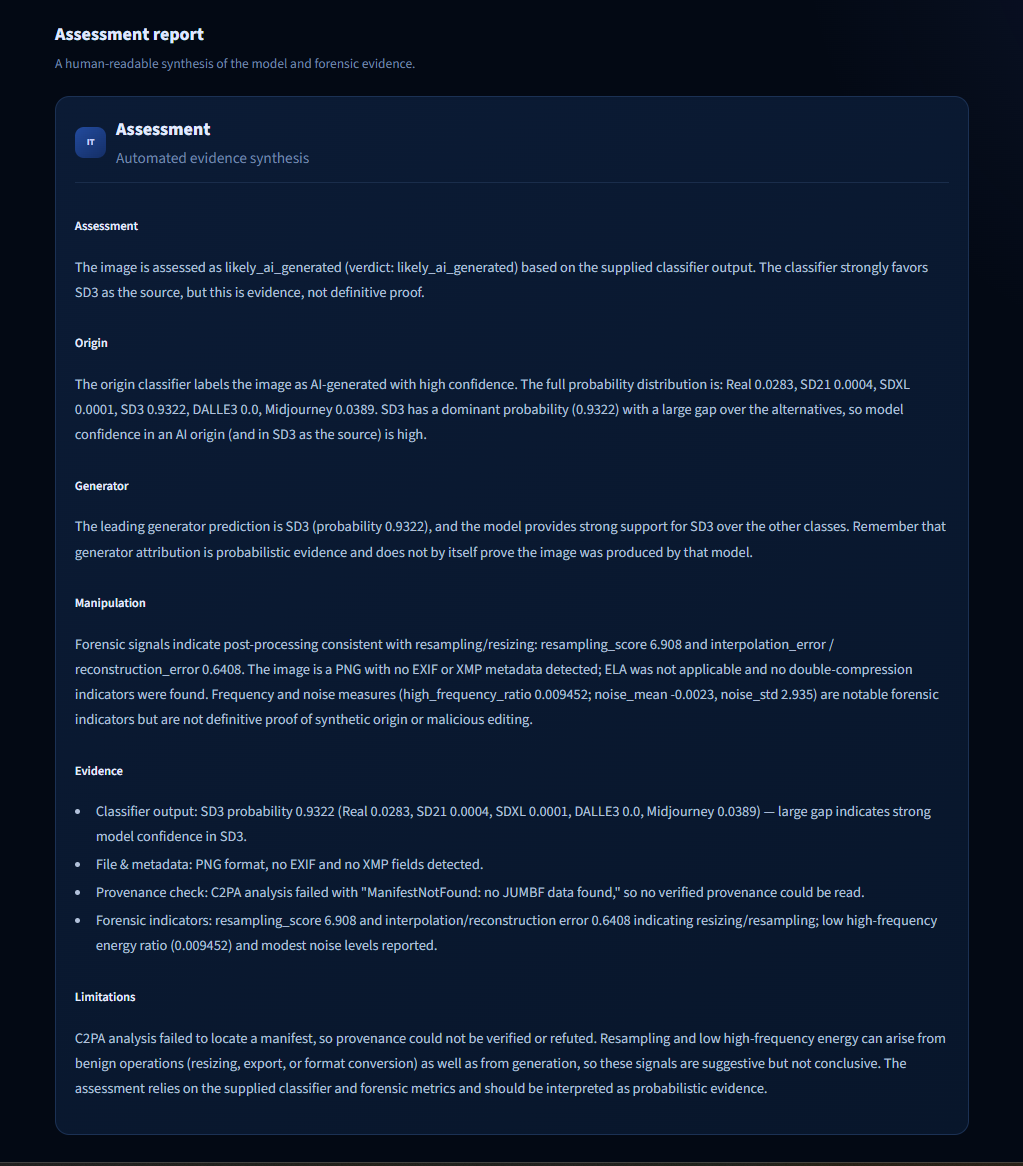 Assessment report
A human-readable synthesis of the model and forensic evidence.
IT
Assessment
Automated evidence synthesis
Assessment
The image is assessed as likely_ai_generated (verdict: likely_ai_generated) based on the supplied classifier output. The classifier strongly favors
SD3 as the source, but this is evidence, not definitive proof.
Origin
The origin classifier labels the image as AI-generated with high confidence. The full probability distribution is: Real 0.0283, SD21 0.0004, SDXL
0.0001, SD3 0.9322, DALLE3 0.0, Midjourney 0.0389. SD3 has a dominant probability (0.9322) with a large gap over the alternatives, so model
confidence in an AI origin (and in SD3 as the source) is high.
Generator
The leading generator prediction is SD3 (probability 0.9322), and the model provides strong support for SD3 over the other classes. Remember that
generator attribution is probabilistic evidence and does not by itself prove the image was produced by that model.
Manipulation
Forensic signals indicate post-processing consistent with resampling/resizing: resampling_score 6.908 and interpolation_error /
reconstruction_error 0.6408. The image is a PNG with no EXIF or XMP metadata detected; ELA was not applicable and no double-compression
indicators were found. Frequency and noise measures (high_frequency_ratio 0.009452; noise_mean -0.0023, noise_std 2.935) are notable forensic
indicators but are not definitive proof of synthetic origin or malicious editing.
Evidence
• Classifier output: SD3 probability 0.9322 (Real 0.0283, SD21 0.0004, SDXL 0.0001, DALLE3 0.0, Midjourney 0.0389) — large gap indicates strong
model confidence in SD3.
• File & metadata: PNG format, no EXIF and no XMP fields detected.
• Provenance check: C2PA analysis failed with "ManifestNotFound: no JUMBF data found," so no verified provenance could be read.
• Forensic indicators: resampling_score 6.908 and interpolation/reconstruction error 0.6408 indicating resizing/resampling; low high-frequency
energy ratio (0.009452) and modest noise levels reported.
Limitations
C2PA analysis failed to locate a manifest, so provenance could not be verified or refuted. Resampling and low high-frequency energy can arise from
benign operations (resizing, export, or format conversion) as well as from generation, so these signals are suggestive but not conclusive. The
assessment relies on the supplied classifier and forensic metrics and should be interpreted as probabilistic evidence.